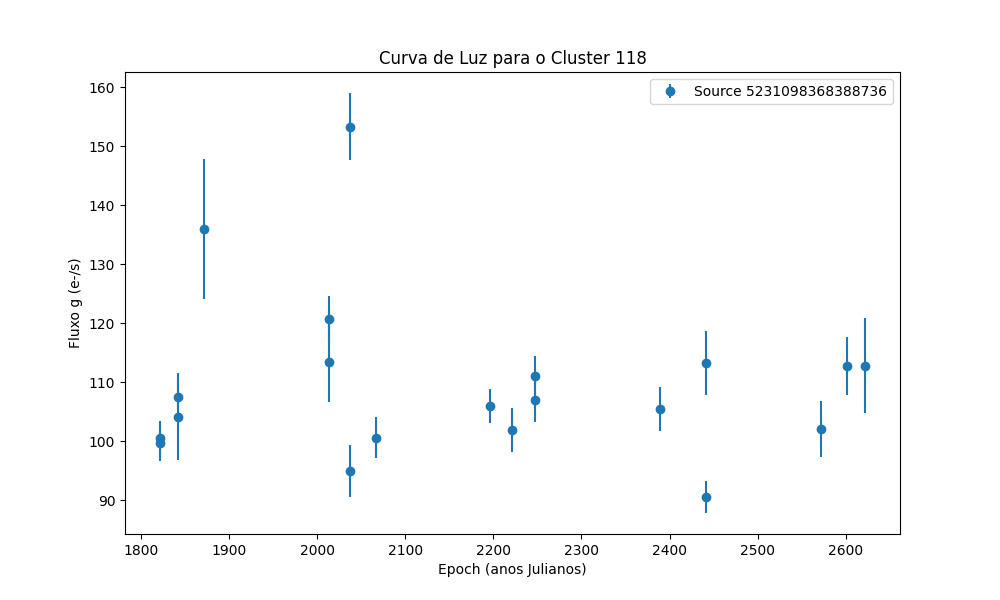 Curva de Luz para o Cluster 118
Source 5231098368388736
Fluxo g (e-/s)
160
150
140
130
120
110
100
90
1800 1900 2000 2100 2200 2300 2400 2500 2600
Epoch (anos Julianos)